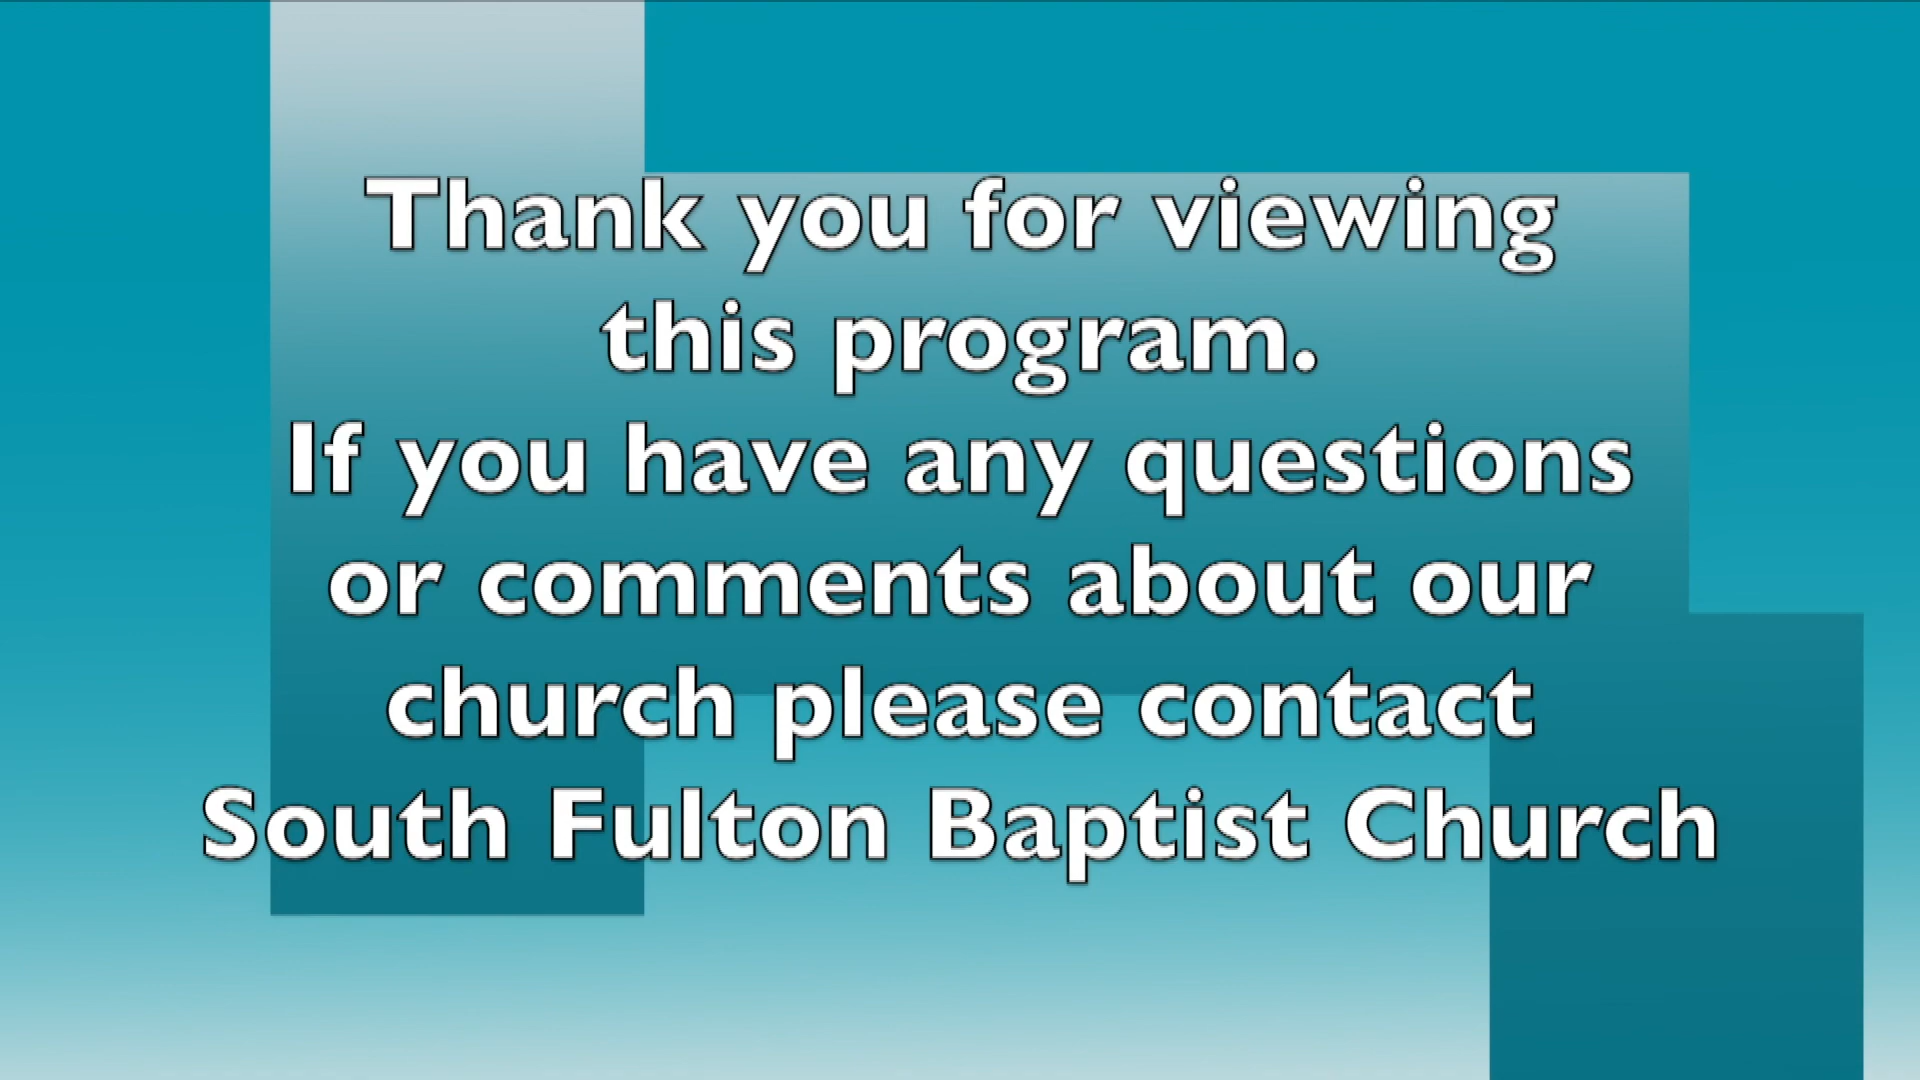 Thank you for viewing
this program.
If you have any questions
or comments about our
church please contact
South Fulton Baptist Church